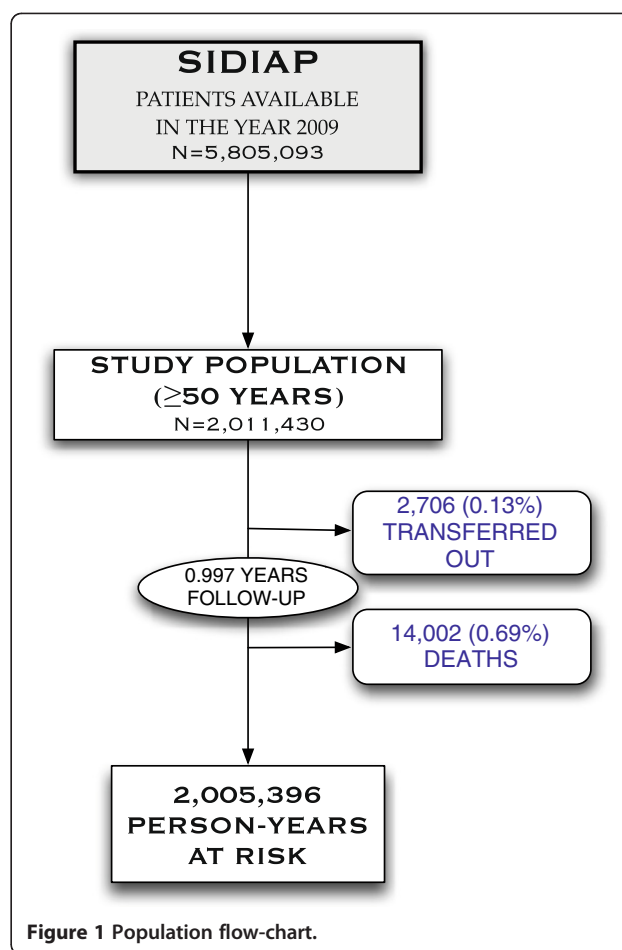 SIDIAP
PATIENTS AVAILABLE
IN THE YEAR 2009
N=5,805,093
STUDY POPULATION
(≥50 YEARS)
N=2,011,430
2,706 (0.13%)
TRANSFERRED
OUT
0.997 YEARS
FOLLOW-UP
14,002 (0.69%)
DEATHS
2,005,396
PERSON-YEARS
AT RISK
Figure 1 Population flow-chart.